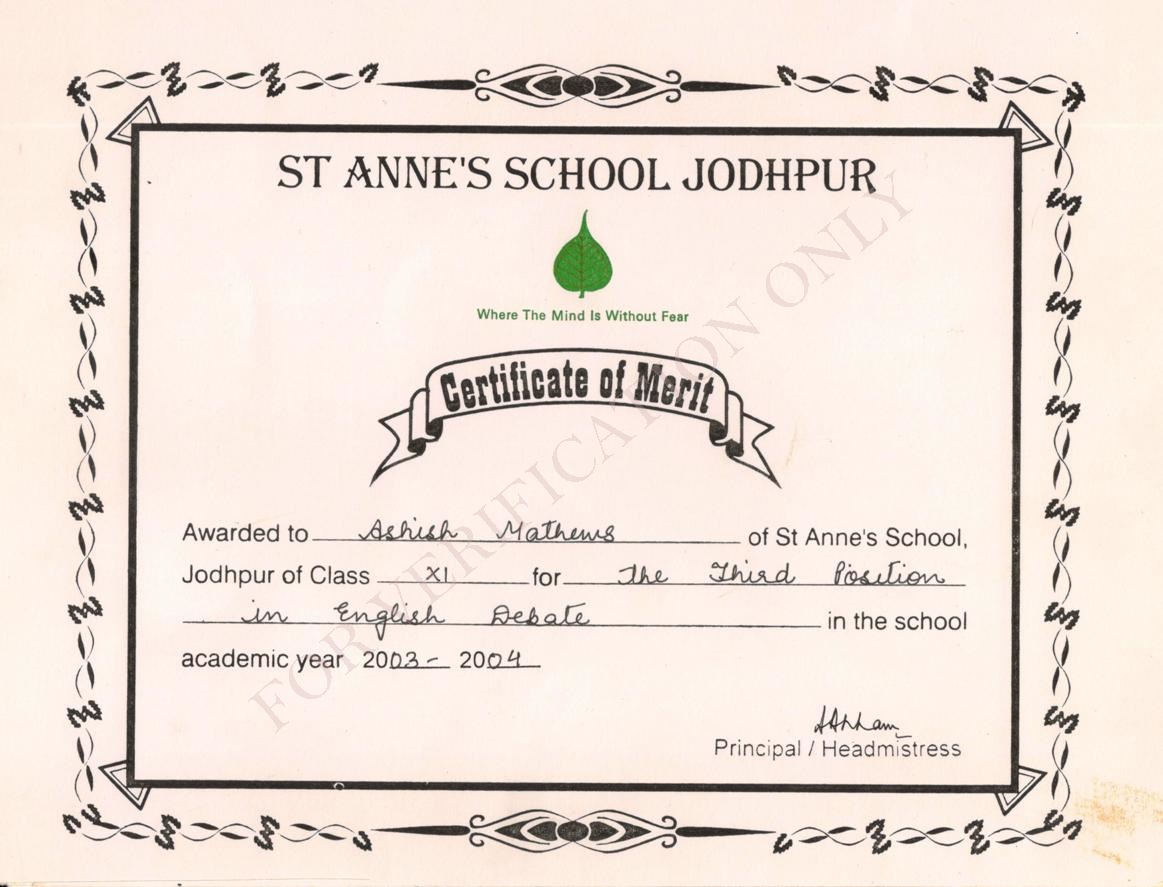 ST ANNE'S SCHOOL JODHPUR
Where The Mind Is Without Fear
Certificate of Merit
Awarded to Ashish Mathews of St Anne's School,
Jodhpur of Class XI for The Third Position
in English Debate in the school
academic year 2003 - 2004
Principal / Headmistress
FOR VERIFICATION ONLY